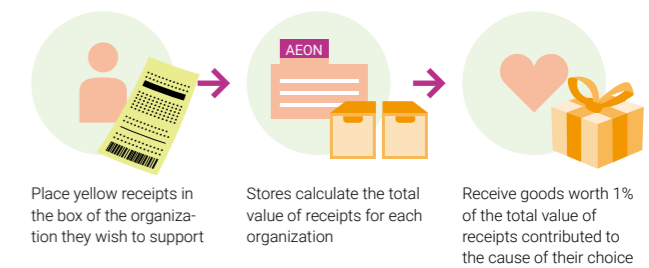 AEON
Place yellow receipts in
the box of the organiza-
tion they wish to support
Stores calculate the total
value of receipts for each
organization
Receive goods worth 1%
of the total value of
receipts contributed to
the cause of their choice